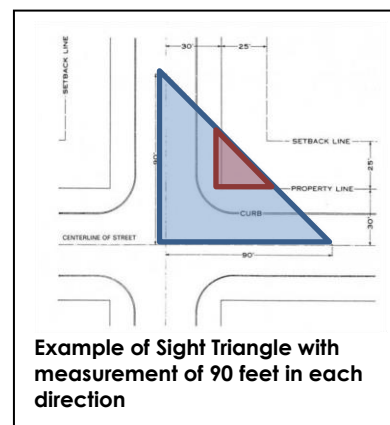 30'
25'
SETBACK LINE
SETBACK LINE
90'
25'
PROPERTY LINE
CURB
30'
CENTERLINE OF STREET
90'
Example of Sight Triangle with
measurement of 90 feet in each
direction